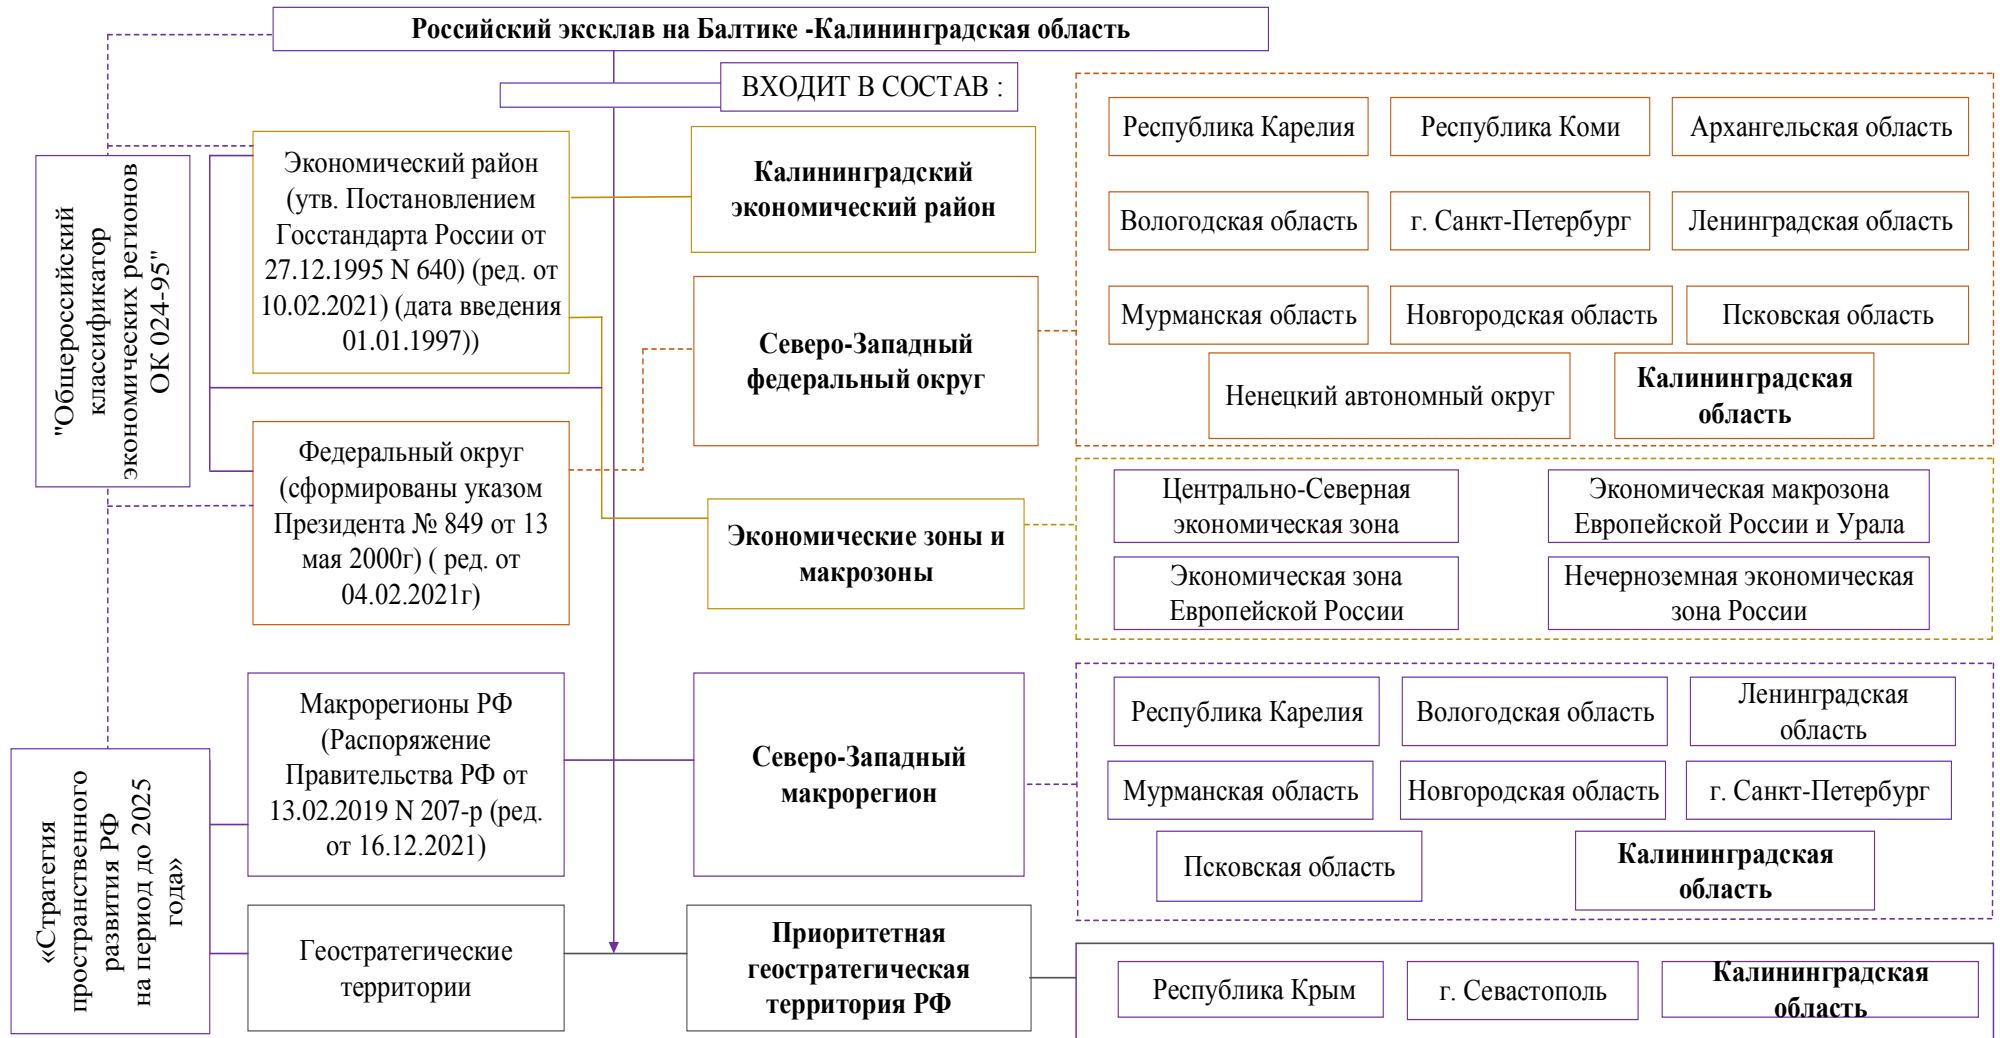 Российский эксклав на Балтике -Калининградская область
ВХОДИТ В СОСТАВ :
"Общероссийский
классификатор
экономических регионов
ОК 024-95"
Экономический район
(утв. Постановлением
Госстандарта России от
27.12.1995 N 640) (ред. от
10.02.2021) (дата введения
01.01.1997))
Калининградский
экономический район
Федеральный округ
(сформированы указом
Президента № 849 от 13
мая 2000г) ( ред. от
04.02.2021г)
Северо-Западный
федеральный округ
Республика Карелия
Республика Коми
Архангельская область
Вологодская область
г. Санкт-Петербург
Ленинградская область
Мурманская область
Новгородская область
Псковская область
Ненецкий автономный округ
Калининградская
область
Экономические зоны и
макрозоны
Центрально-Северная
экономическая зона
Экономическая макрозона
Европейской России и Урала
Экономическая зона
Европейской России
Нечерноземная экономическая
зона России
«Стратегия
пространственного
развития РФ
на период до 2025
года»
Макрорегионы РФ
(Распоряжение
Правительства РФ от
13.02.2019 N 207-р (ред.
от 16.12.2021)
Северо-Западный
макрорегион
Республика Карелия
Вологодская область
Ленинградская
область
Мурманская область
Новгородская область
г. Санкт-Петербург
Псковская область
Калининградская
область
Геостратегические
территории
Приоритетная
геостратегическая
территория РФ
Республика Крым
г. Севастополь
Калининградская
область